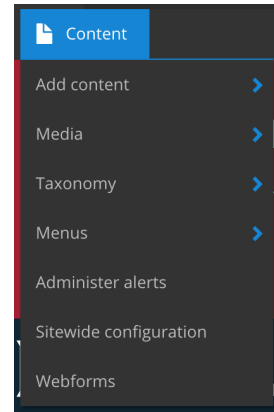 Content
Add content
Media
Taxonomy
Menus
Administer alerts
Sitewide configuration
Webforms